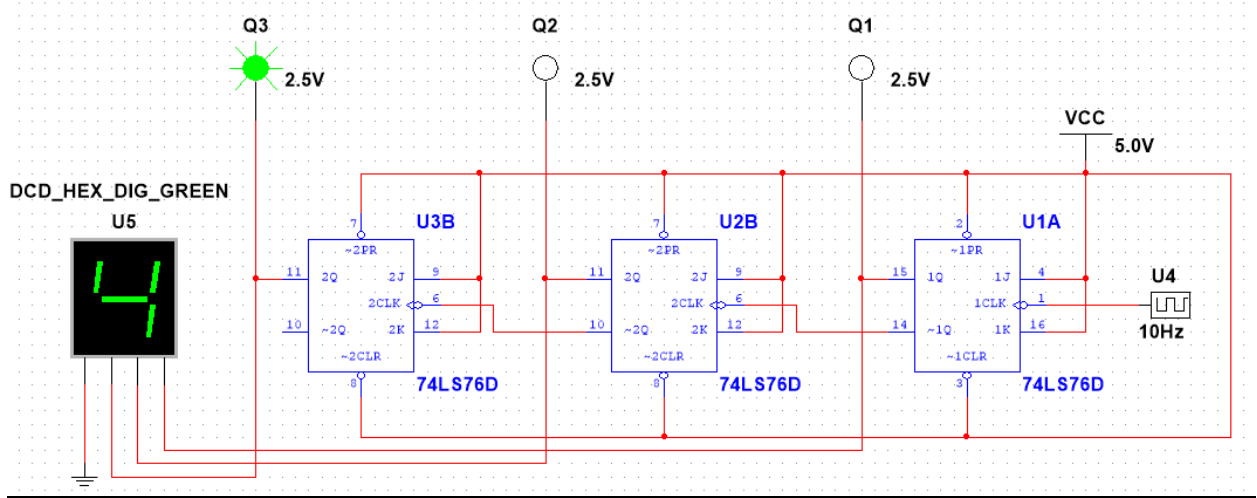 Q3
Q2
Q1
2.5V
2.5V
2.5V
VCC
5.0V
DCD_HEX_DIG_GREEN
U5
4
7
U3B
7
U2B
2
U1A
~2PR
~2PR
~1PR
11
2Q
2J
9
11
2Q
2J
9
15
1Q
1J
4
U4
2CLK
6
2CLK
6
1CLK
1
10
~2Q
2K
12
10
~2Q
2K
12
14
~1Q
1K
16
10Hz
~2CLR
~2CLR
~1CLR
8
74LS76D
8
74LS76D
3
74LS76D